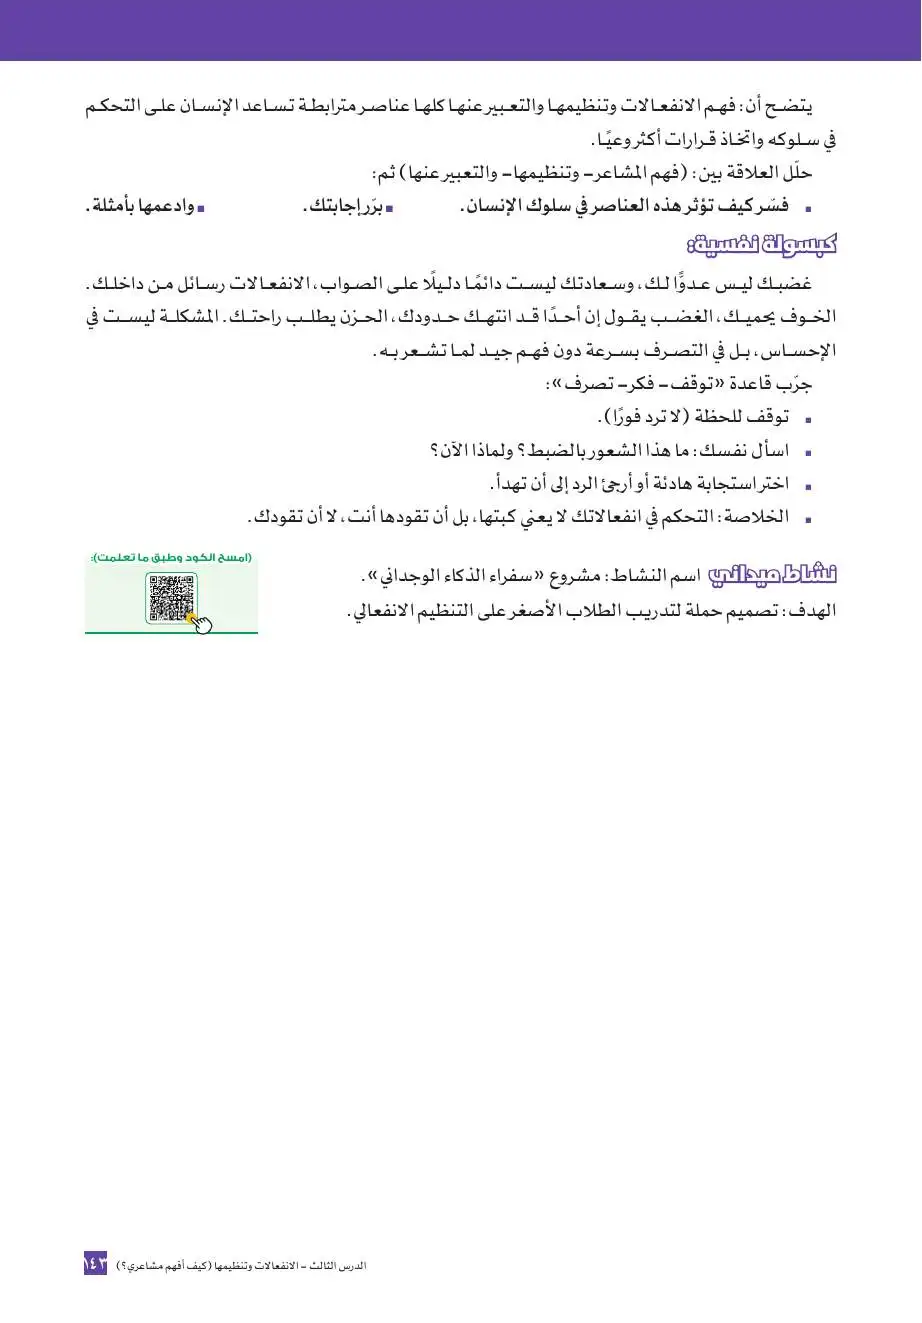 يتضح أن: فهم الانفعالات وتنظيمها والتعبير عنها كلها عناصر مترابطة تساعد الإنسان على التحكم
في سلوكه واتخاذ قرارات أكثر وعيًا.
حلّل العلاقة بين: (فهم المشاعر- وتنظيمها- والتعبير عنها) ثم:
▪ فسّر كيف تؤثر هذه العناصر في سلوك الإنسان. ▪ برّر إجابتك. ▪ وادعمها بأمثلة.
كبسولة نفسية:
غضبك ليس عدوًّا لك، وسعادتك ليست دائمًا دليلًا على الصواب، الانفعالات رسائل من داخلك.
الخوف يحميك، الغضب يقول إن أحدًا قد انتهك حدودك، الحزن يطلب راحتك. المشكلة ليست في
الإحساس، بل في التصرف بسرعة دون فهم جيد لما تشعر به.
جرّب قاعدة «توقف- فكر- تصرف»:
▪ توقف للحظة (لا ترد فورًا).
▪ اسأل نفسك: ما هذا الشعور بالضبط؟ ولماذا الآن؟
▪ اختر استجابة هادئة أو أرجئ الرد إلى أن تهدأ.
▪ الخلاصة: التحكم في انفعالاتك لا يعني كبتها، بل أن تقودها أنت، لا أن تقودك.
نشاط ميداني اسم النشاط: مشروع «سفراء الذكاء الوجداني».
الهدف: تصميم حملة لتدريب الطلاب الأصغر على التنظيم الانفعالي.
(امسح الكود وطبق ما تعلمت):
الدرس الثالث - الانفعالات وتنظيمها (كيف أفهم مشاعري؟) ١٤٣